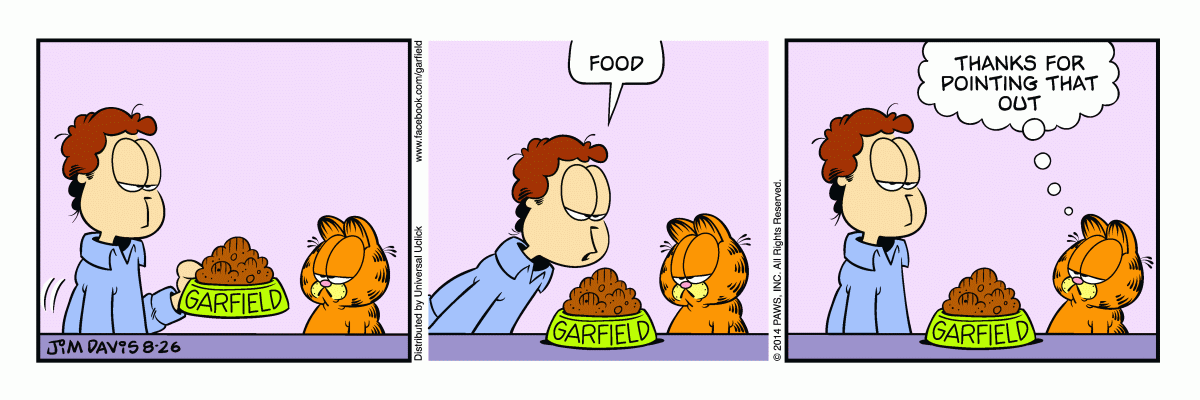 GARFIELD
JIM DAVIS 8-26
www.facebook.com/garfield
Distributed by Universal Uclick
FOOD
GARFIELD
© 2014 PAWS, INC. All Rights Reserved.
THANKS FOR
POINTING THAT
OUT
GARFIELD